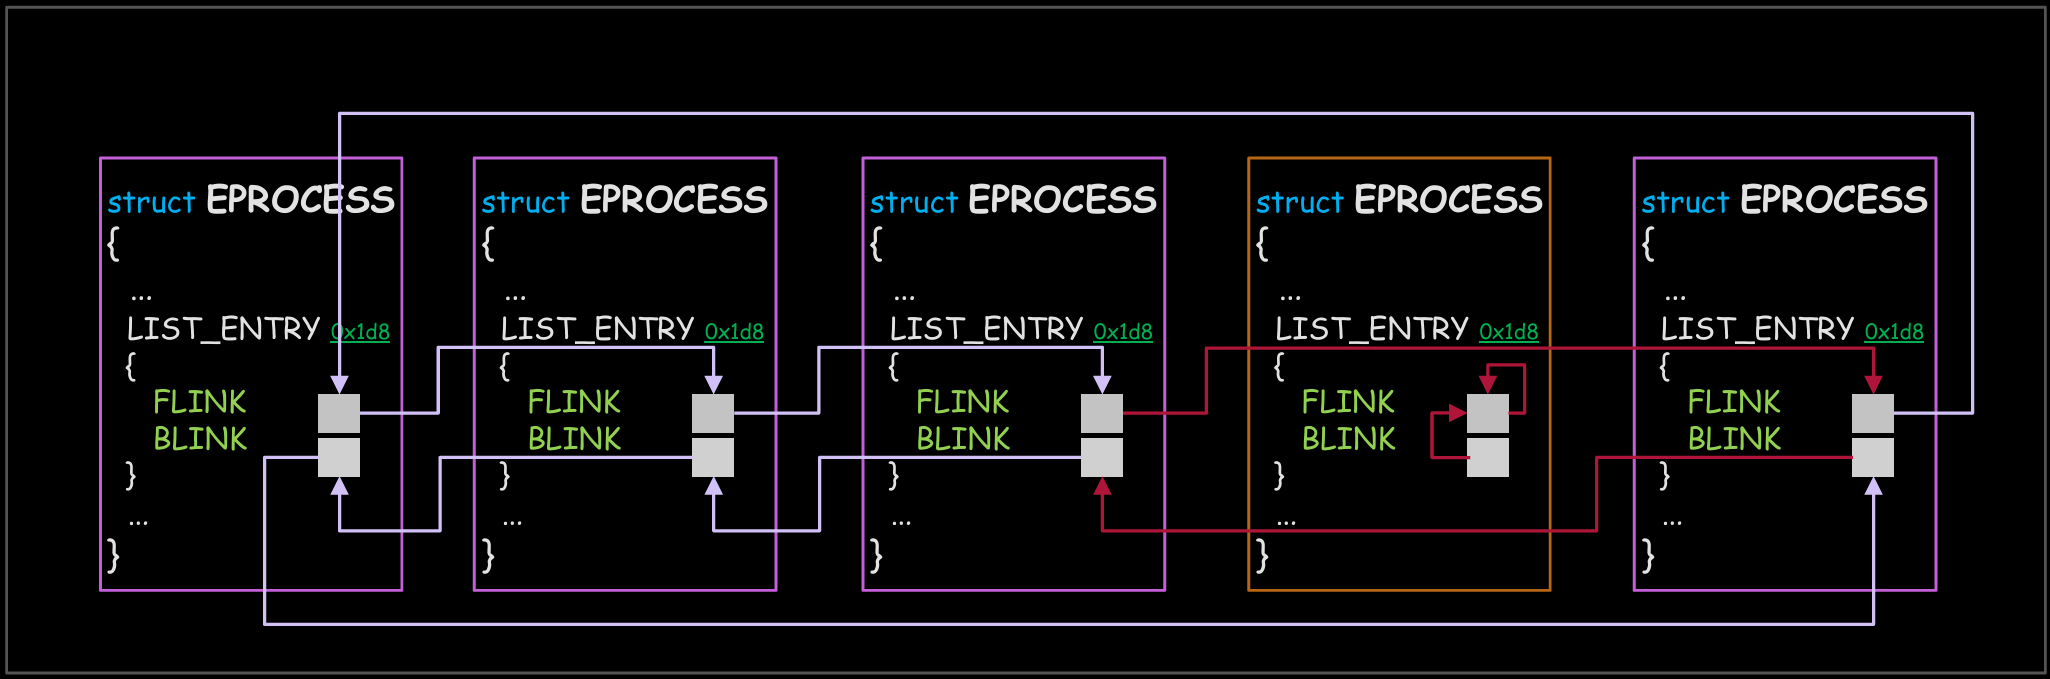 struct EPROCESS
{
...
LIST_ENTRY 0x1d8
{
FLINK
BLINK
}
...
}
struct EPROCESS
{
...
LIST_ENTRY 0x1d8
{
FLINK
BLINK
}
...
}
struct EPROCESS
{
...
LIST_ENTRY 0x1d8
{
FLINK
BLINK
}
...
}
struct EPROCESS
{
...
LIST_ENTRY 0x1d8
{
FLINK
BLINK
}
...
}
struct EPROCESS
{
...
LIST_ENTRY 0x1d8
{
FLINK
BLINK
}
...
}